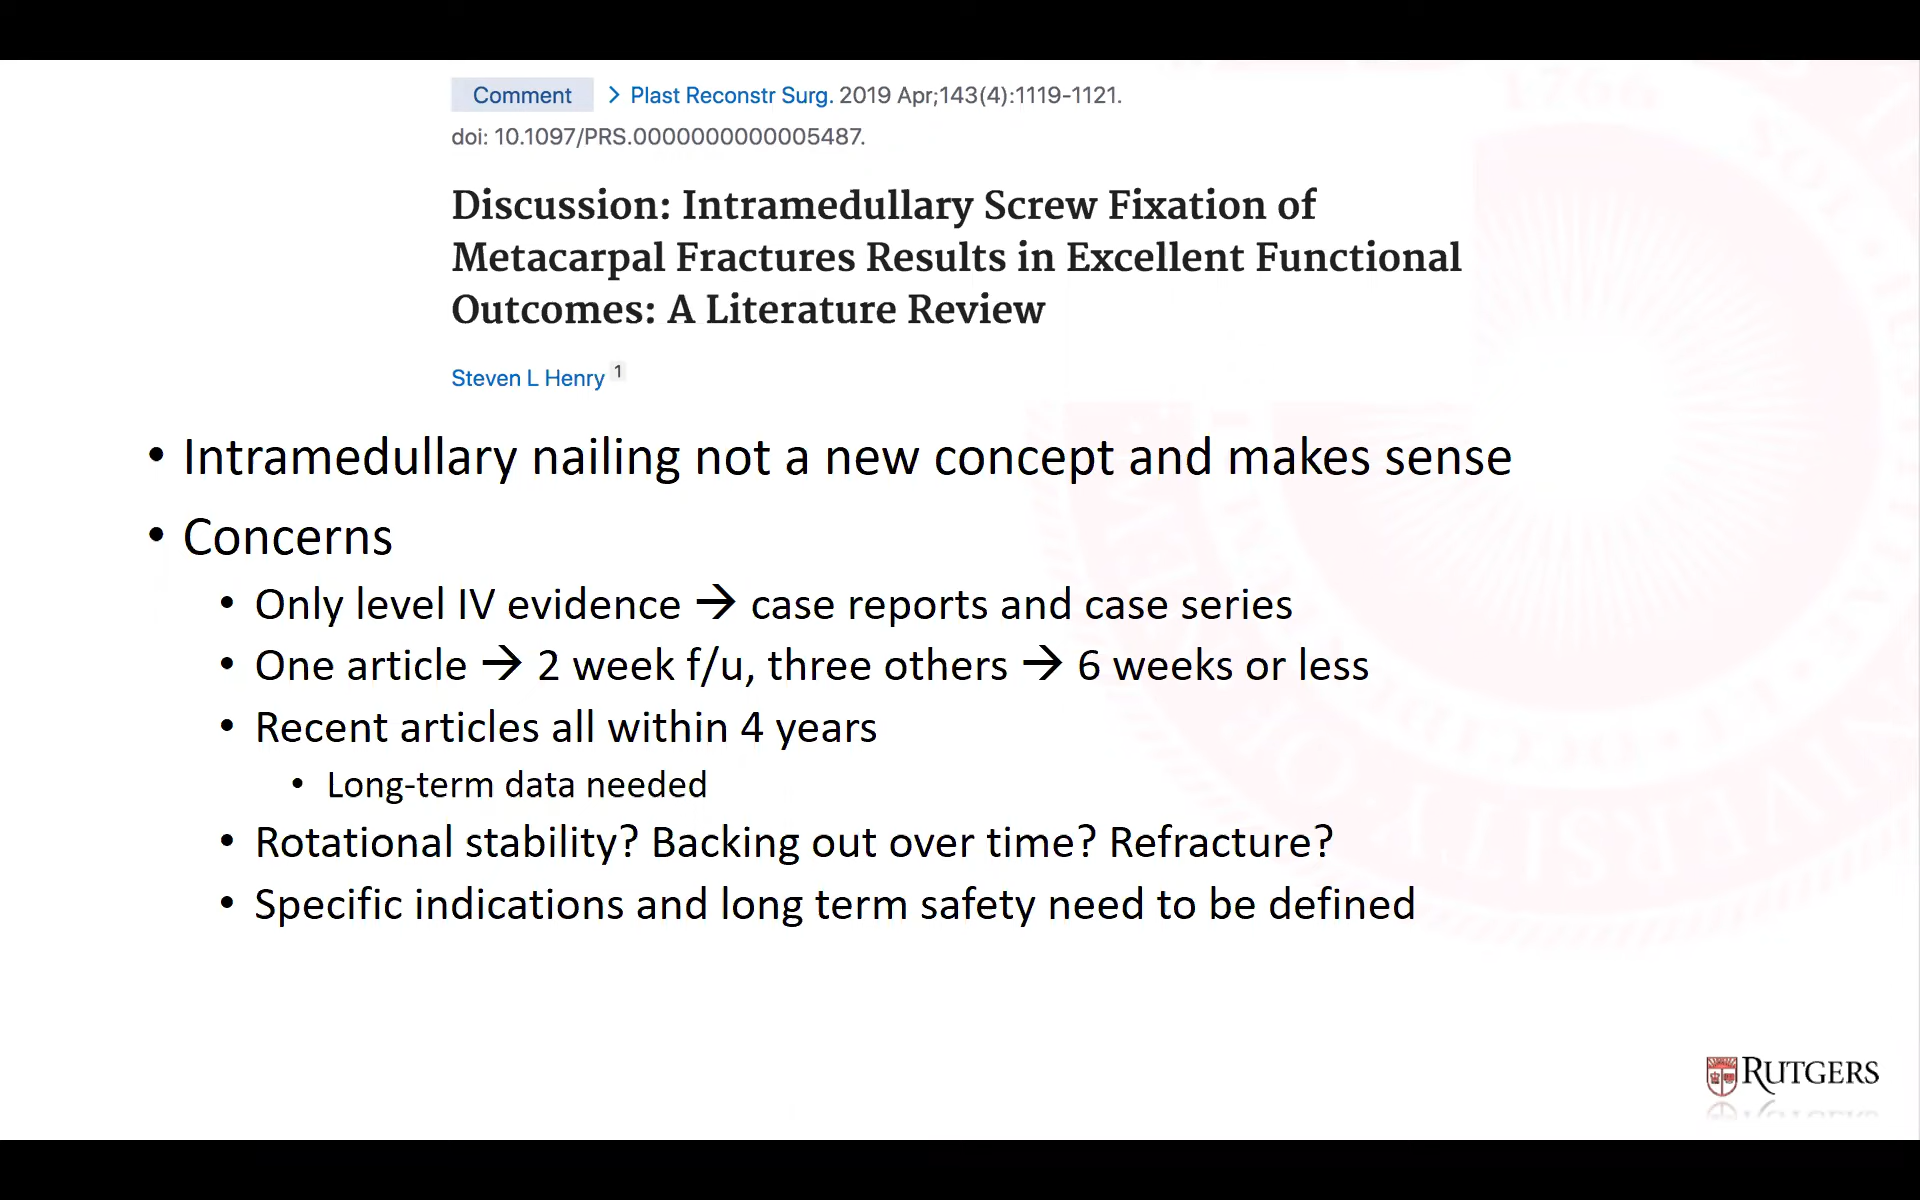 Comment > Plast Reconstr Surg. 2019 Apr;143(4):1119-1121.
doi: 10.1097/PRS.0000000000005487.
Discussion: Intramedullary Screw Fixation of
Metacarpal Fractures Results in Excellent Functional
Outcomes: A Literature Review
Steven L Henry 1
• Intramedullary nailing not a new concept and makes sense
• Concerns
• Only level IV evidence → case reports and case series
• One article → 2 week f/u, three others → 6 weeks or less
• Recent articles all within 4 years
• Long-term data needed
• Rotational stability? Backing out over time? Refracture?
• Specific indications and long term safety need to be defined
RUTGERS